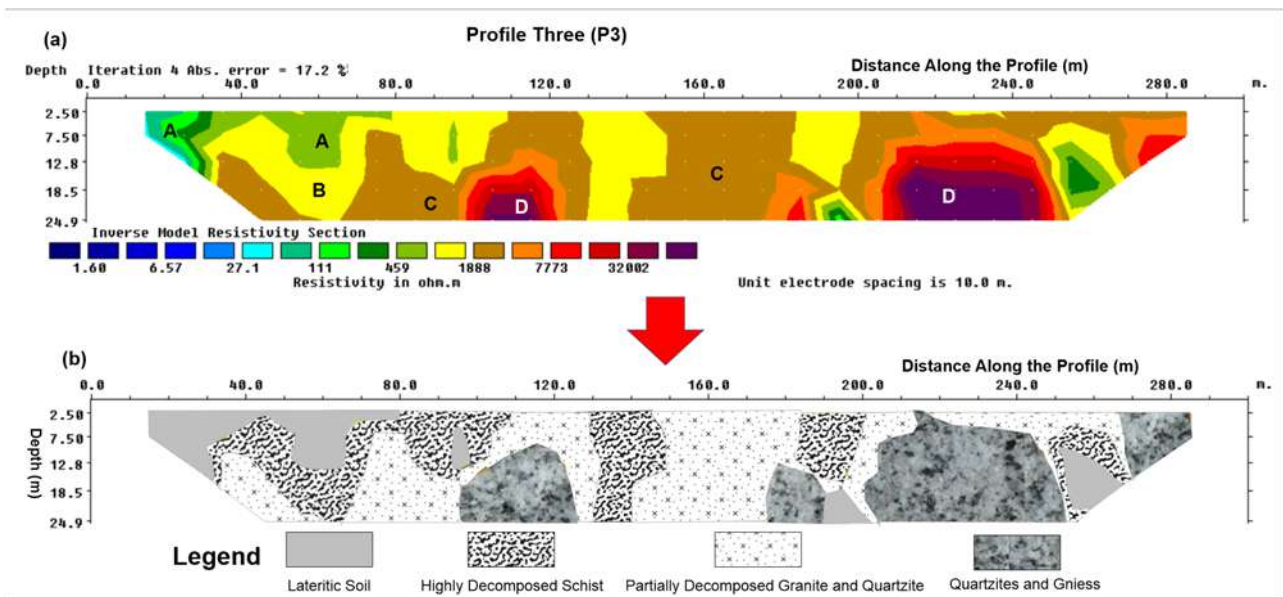 (a)
Profile Three (P3)
Depth Iteration 4 Abs. error = 17.2 %
Distance Along the Profile (m)
0.0 40.0 80.0 120.0 160.0 200.0 240.0 280.0 m.
2.50
7.50
12.8
18.5
24.9
A
A
B
C
D
C
D
Inverse Model Resistivity Section
1.60 6.57 27.1 111 459 1888 7773 32002
Resistivity in ohm.m
Unit electrode spacing is 10.0 m.
(b)
Distance Along the Profile (m)
0.0 40.0 80.0 120.0 160.0 200.0 240.0 280.0 m.
Depth (m)
2.50
7.50
12.8
18.5
24.9
Legend
Lateritic Soil
Highly Decomposed Schist
Partially Decomposed Granite and Quartzite
Quartzites and Gniess